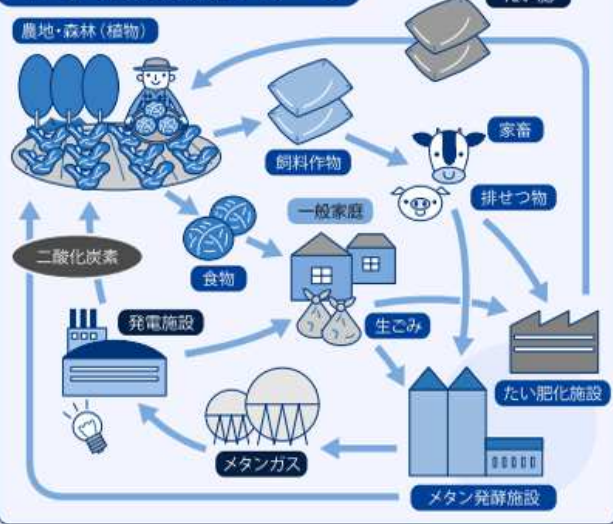 農地・森林(植物)
飼料作物
家畜
排せつ物
一般家庭
食物
二酸化炭素
発電施設
生ごみ
たい肥化施設
メタンガス
メタン発酵施設